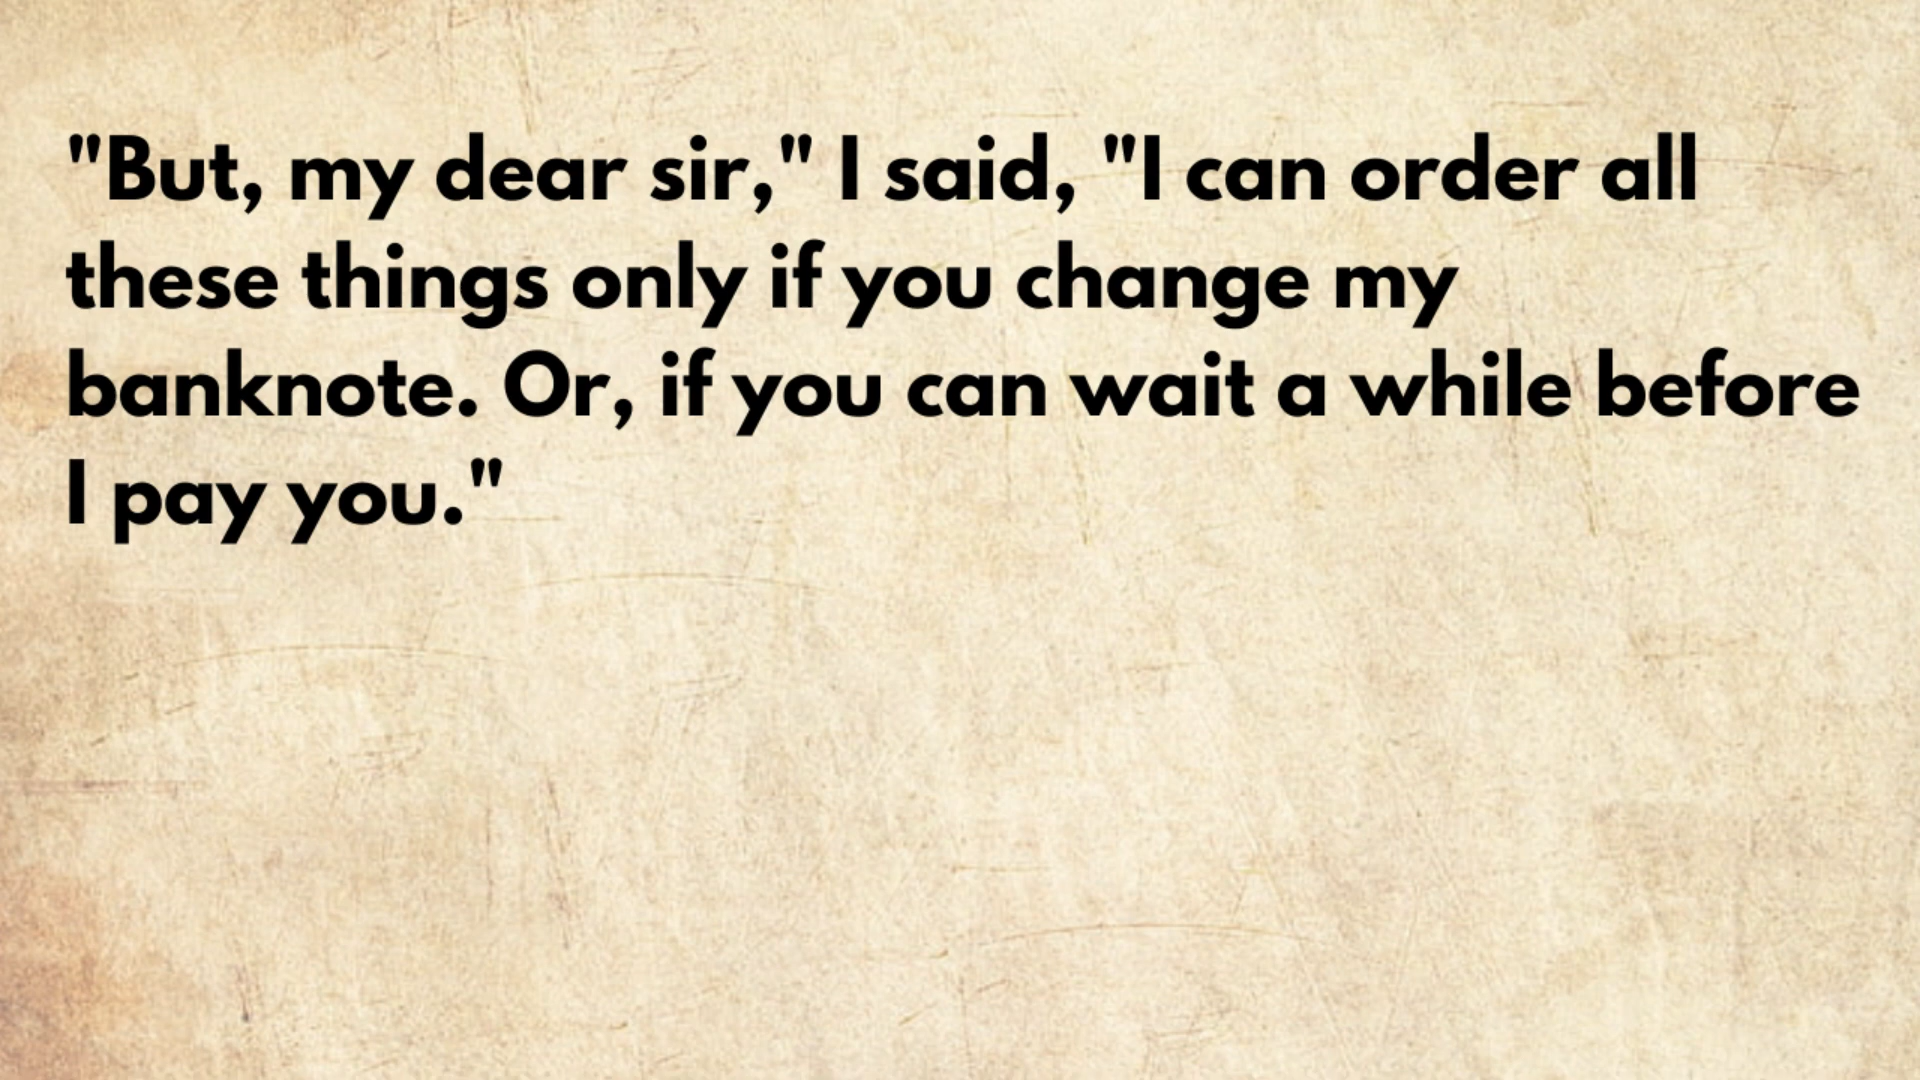 "But, my dear sir," I said, "I can order all
these things only if you change my
banknote. Or, if you can wait a while before
I pay you."